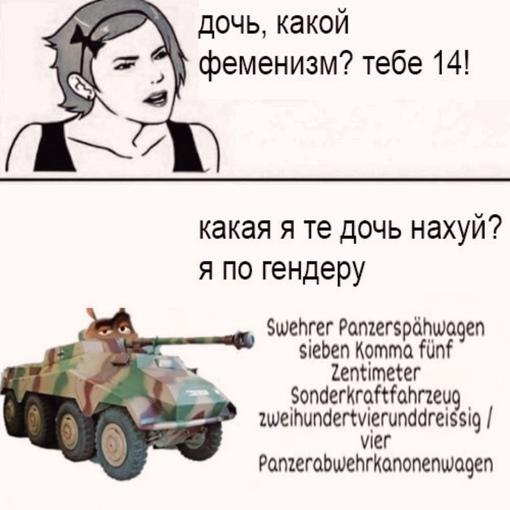 дочь, какой
феменизм? тебе 14!
какая я те дочь нахуй?
я по гендеру
Swehrer Panzerspähwagen
sieben Komma fünf
Zentimeter
Sonderkraftfahrzeug
zweihundertvierunddreissig /
vier
Panzerabwehrkanonenwagen